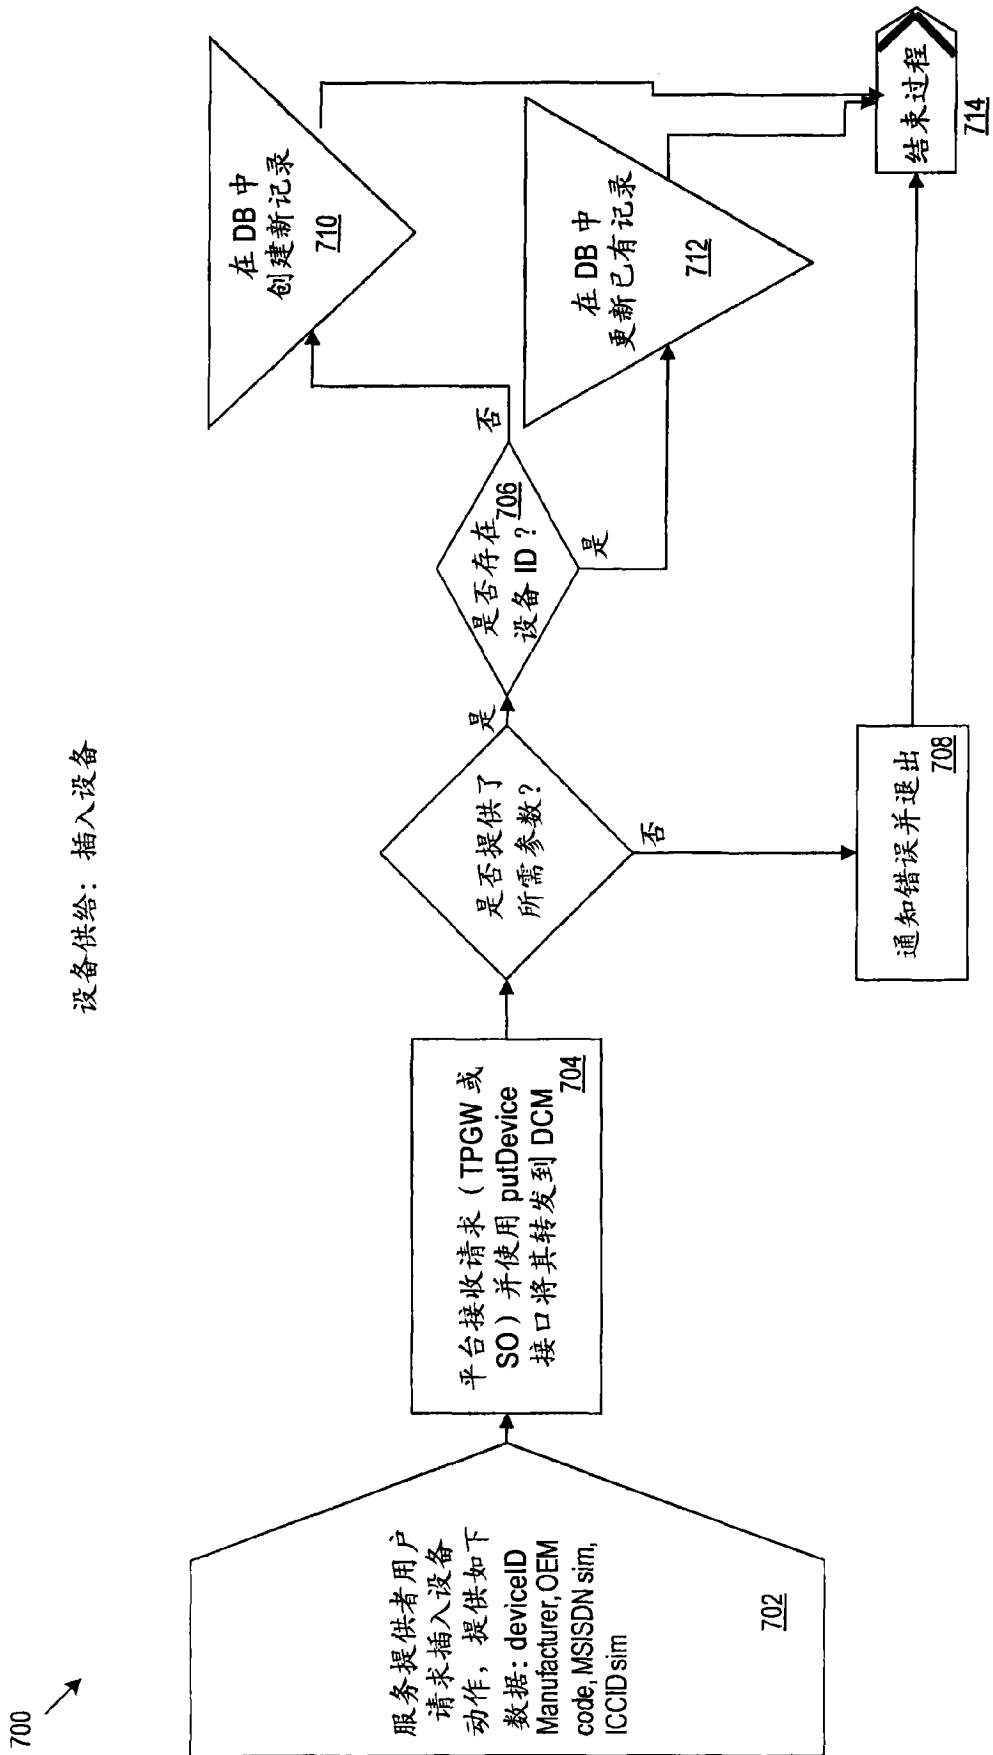 700
设备供给：插入设备
服务提供者用户
请求插入设备
动作，提供如下
数据：deviceID
Manufacturer, OEM
code, MSISDN sim,
ICCID sim
702
平台接收请求（TPGW 或
SO）并使用 putDevice
接口将其转发到 DCM
704
是否提供了
所需参数？
是
否
是否存在
设备 ID？
706
否
是
通知错误并退出
708
在 DB 中
创建新记录
710
在 DB 中
更新已有记录
712
结束过程
714